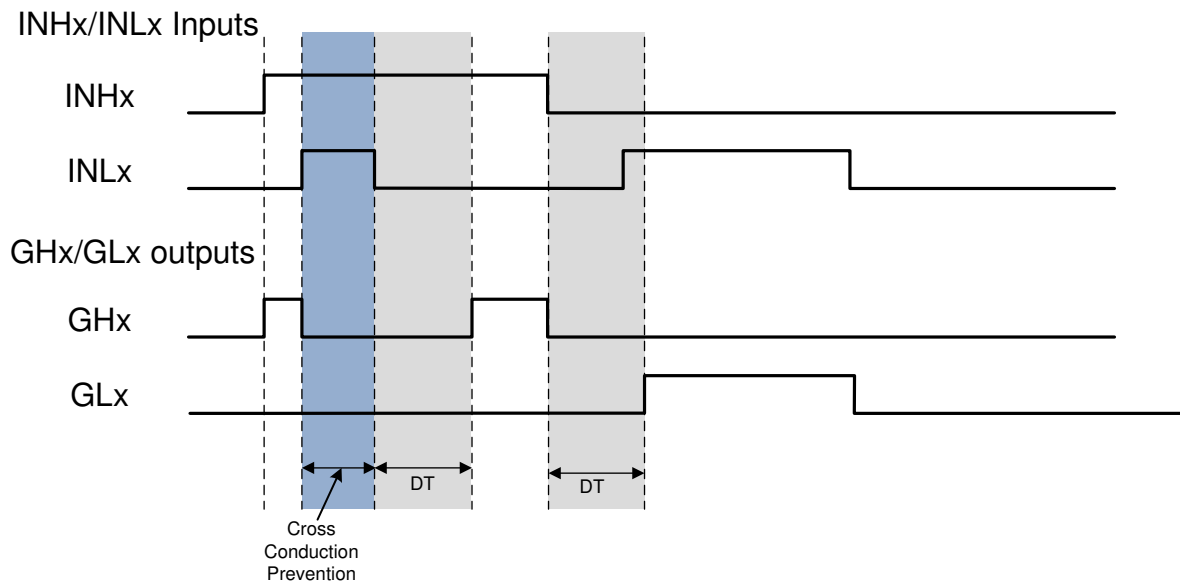 INHx/INLx Inputs
INHx
INLx
GHx/GLx outputs
GHx
GLx
DT
DT
Cross
Conduction
Prevention